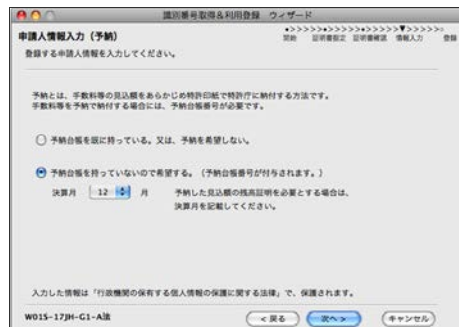 識別番号取得&利用登録 ウィザード
申請人情報入力（予納）
●>>>>>●>>>>>●>>>>>▼>>>>>○
開始 証明書指定 証明書確認 情報入力 登録
登録する申請人情報を入力してください。
予納とは、手数料等の見込額をあらかじめ特許印紙で特許庁に納付する方法です。
手数料等を予納で納付する場合には、予納台帳番号が必要です。
予納台帳を既に持っている。又は、予納を希望しない。
予納台帳を持っていないので希望する。（予納台帳番号が付与されます。）
決算月 12 月 予納した見込額の残高証明を必要とする場合は、
決算月を記載してください。
入力した情報は「行政機関の保有する個人情報の保護に関する法律」で、保護されます。
W01S-17JH-G1-A法 <戻る 次へ> キャンセル